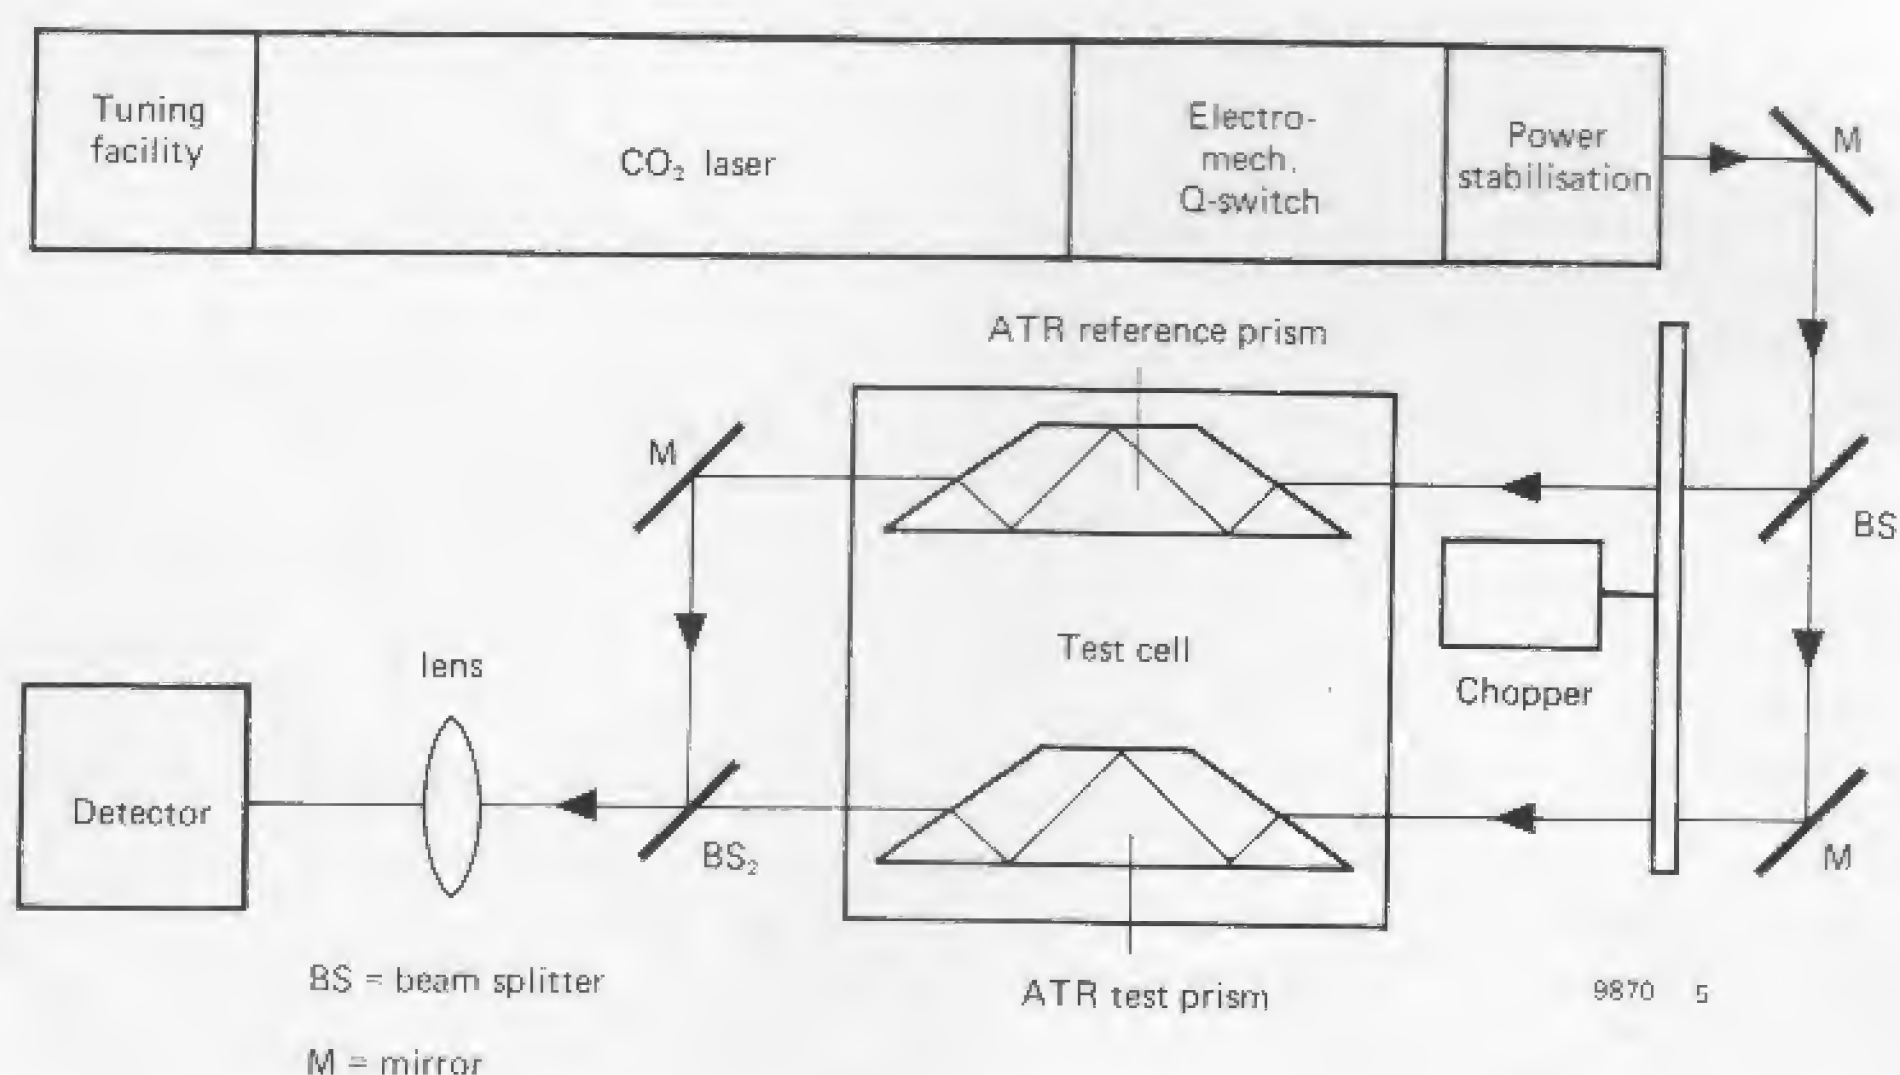 Tuning
facility
CO₂ laser
Electro-
mech.
Q-switch
Power
stabilisation
M
ATR reference prism
M
BS
Test cell
Chopper
lens
Detector
BS₂
M
BS = beam splitter
ATR test prism
9870 5
M = mirror